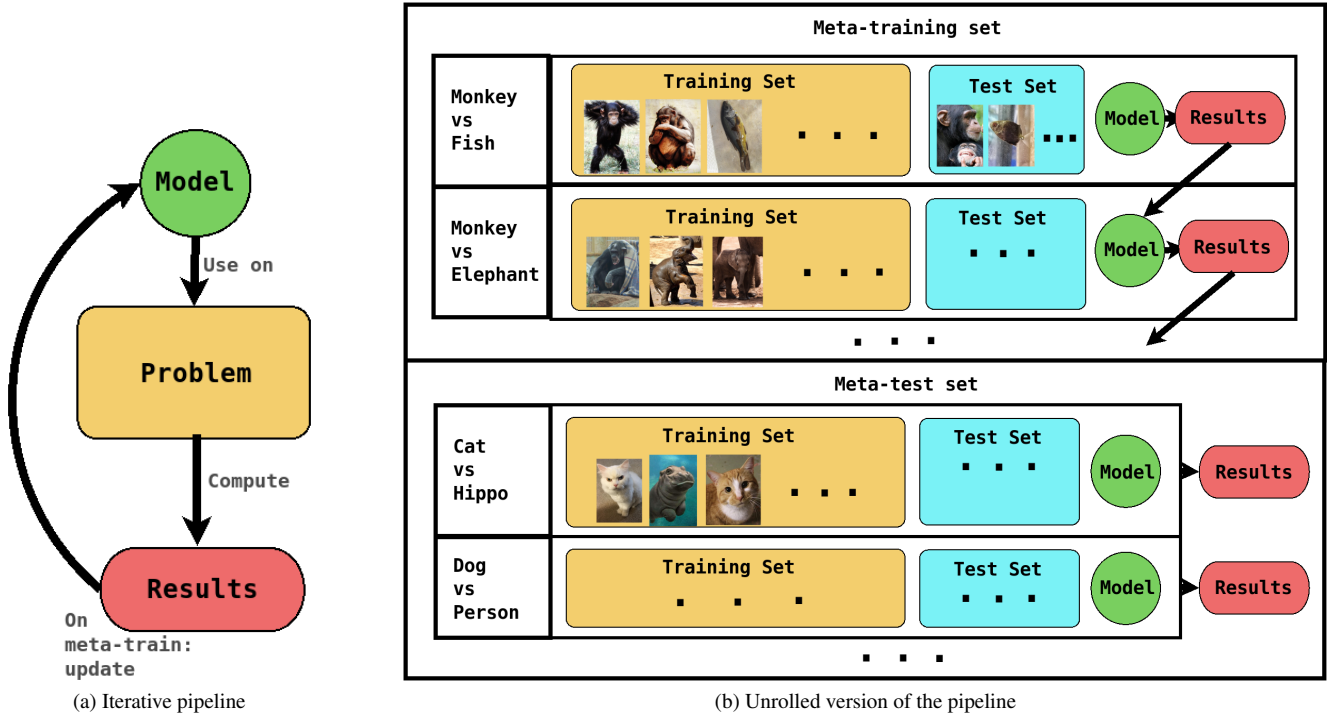 Model
Use on
Problem
Compute
Results
On
meta-train:
update
(a) Iterative pipeline
Meta-training set
Monkey
vs
Fish
Training Set
Test Set
Model
Results
Monkey
vs
Elephant
Training Set
Test Set
Model
Results
Meta-test set
Cat
vs
Hippo
Training Set
Test Set
Model
Results
Dog
vs
Person
Training Set
Test Set
Model
Results
(b) Unrolled version of the pipeline